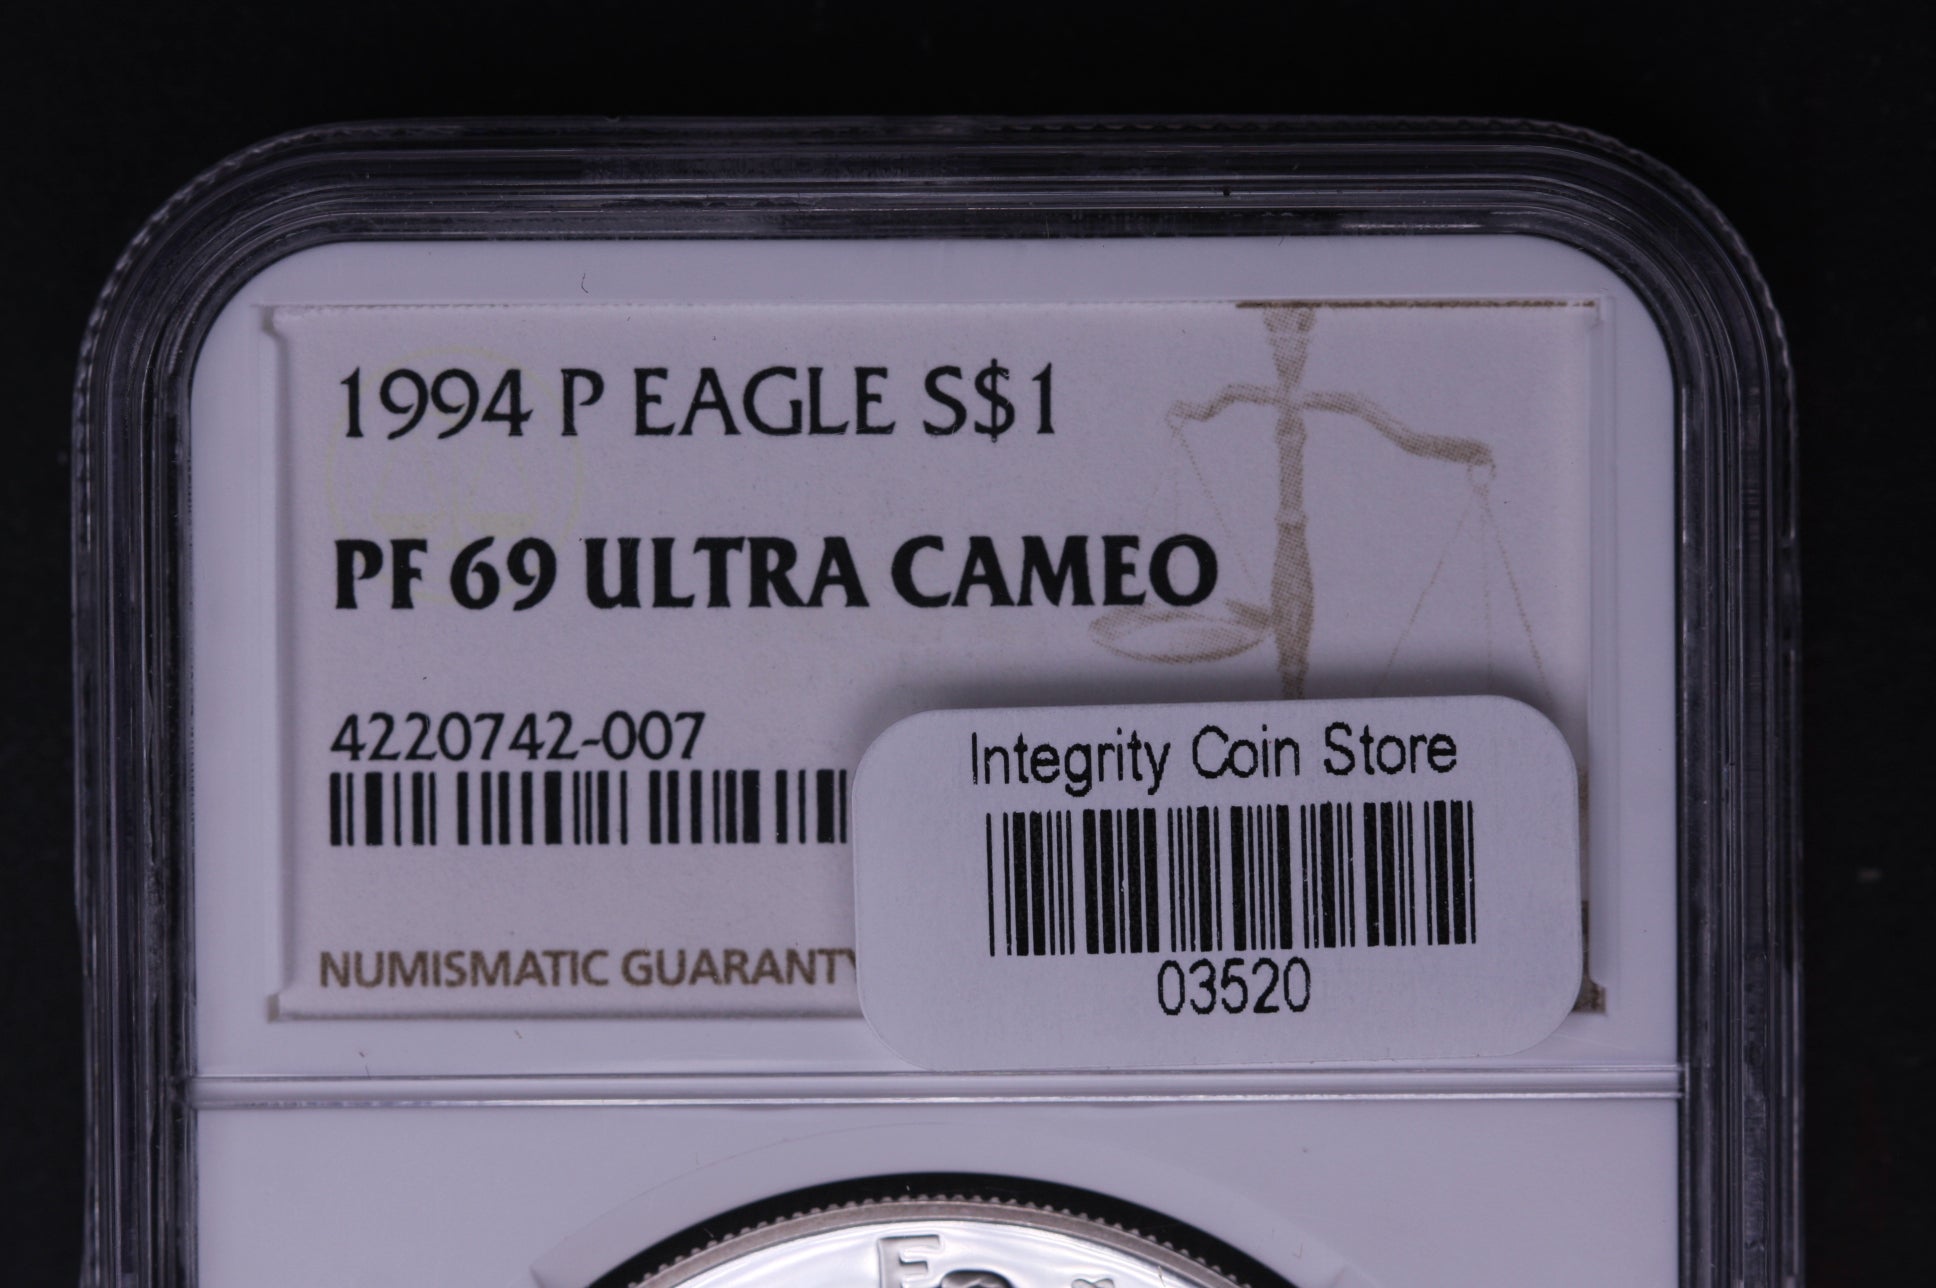 1994 P EAGLE S$1
PF 69 ULTRA CAMEO
4220742-007
NUMISMATIC GUARANTY
Integrity Coin Store
03520
E